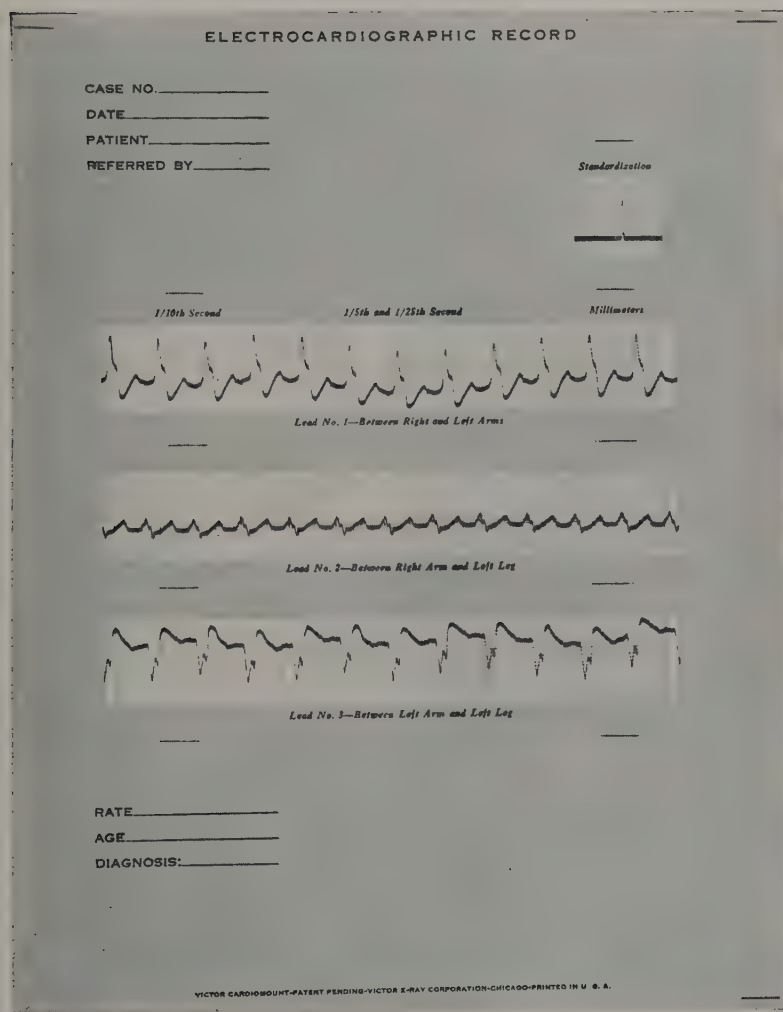 ELECTROCARDIOGRAPHIC RECORD
CASE NO.
DATE
PATIENT
REFERRED BY
Standardization
1/10th Second 1/5th and 1/25th Second Millimeters
Lead No. 1—Between Right and Left Arms
Lead No. 2—Between Right Arm and Left Leg
Lead No. 3—Between Left Arm and Left Leg
RATE
AGE
DIAGNOSIS:
VICTOR CARDIOMOUNT-PATENT PENDING-VICTOR X-RAY CORPORATION-CHICAGO-PRINTED IN U. S. A.